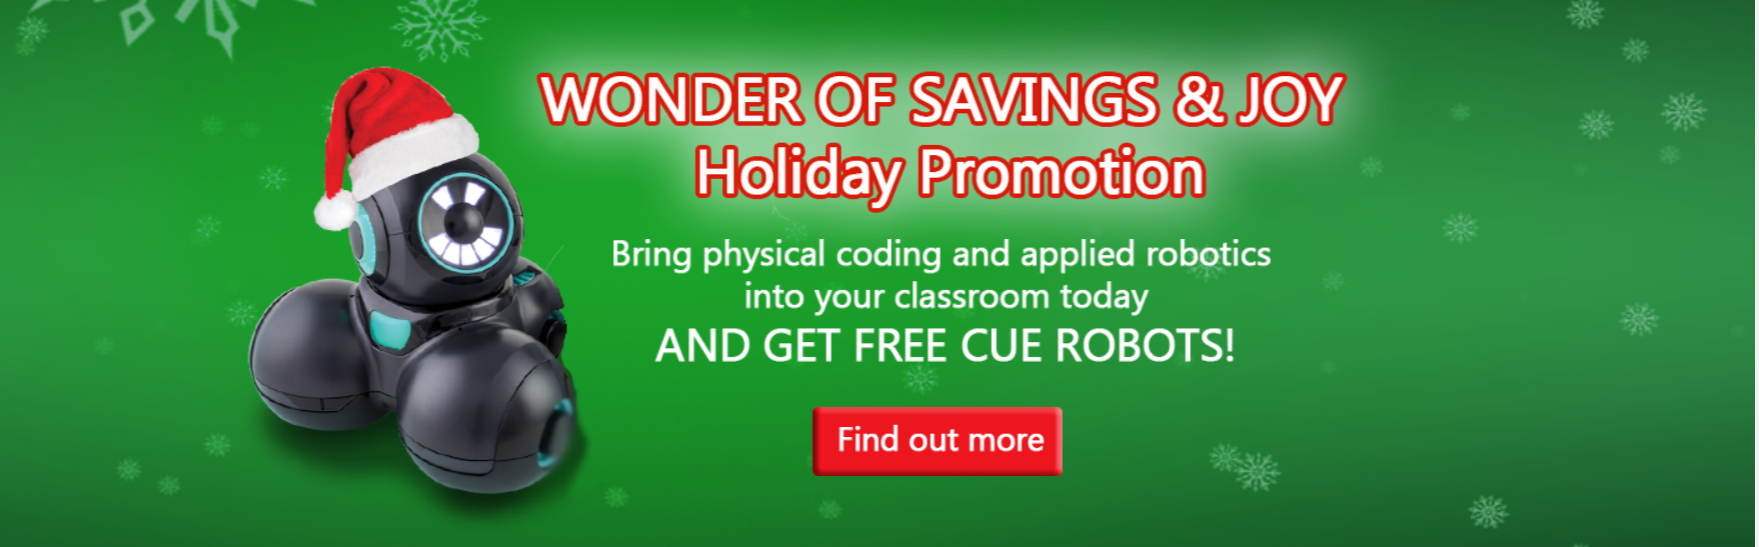 WONDER OF SAVINGS & JOY
Holiday Promotion
Bring physical coding and applied robotics
into your classroom today
AND GET FREE CUE ROBOTS!
Find out more